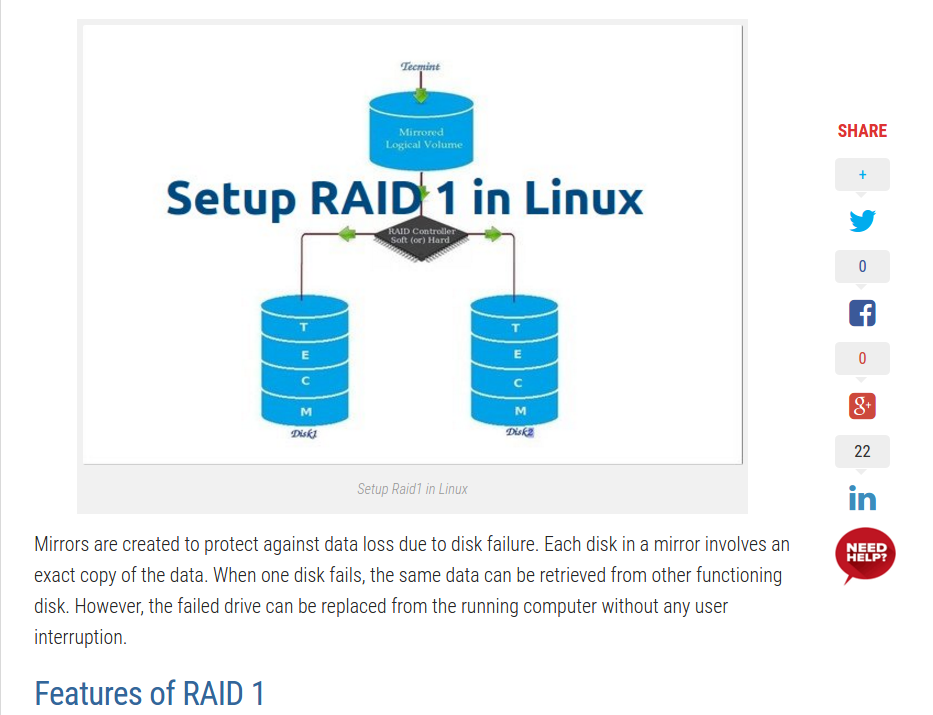 Tecmint
Mirrored
Logical Volume
Setup RAID 1 in Linux
RAID Controller
Soft (or) Hard
T
E
C
M
Disk1
T
E
C
M
Disk2
Setup Raid1 in Linux
Mirrors are created to protect against data loss due to disk failure. Each disk in a mirror involves an
exact copy of the data. When one disk fails, the same data can be retrieved from other functioning
disk. However, the failed drive can be replaced from the running computer without any user
interruption.
Features of RAID 1
SHARE
+
0
0
g+
22
in
NEED
HELP?